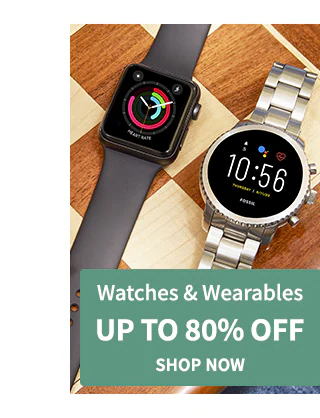 HEART RATE
10:56
FOSSIL
Watches & Wearables
UP TO 80% OFF
SHOP NOW